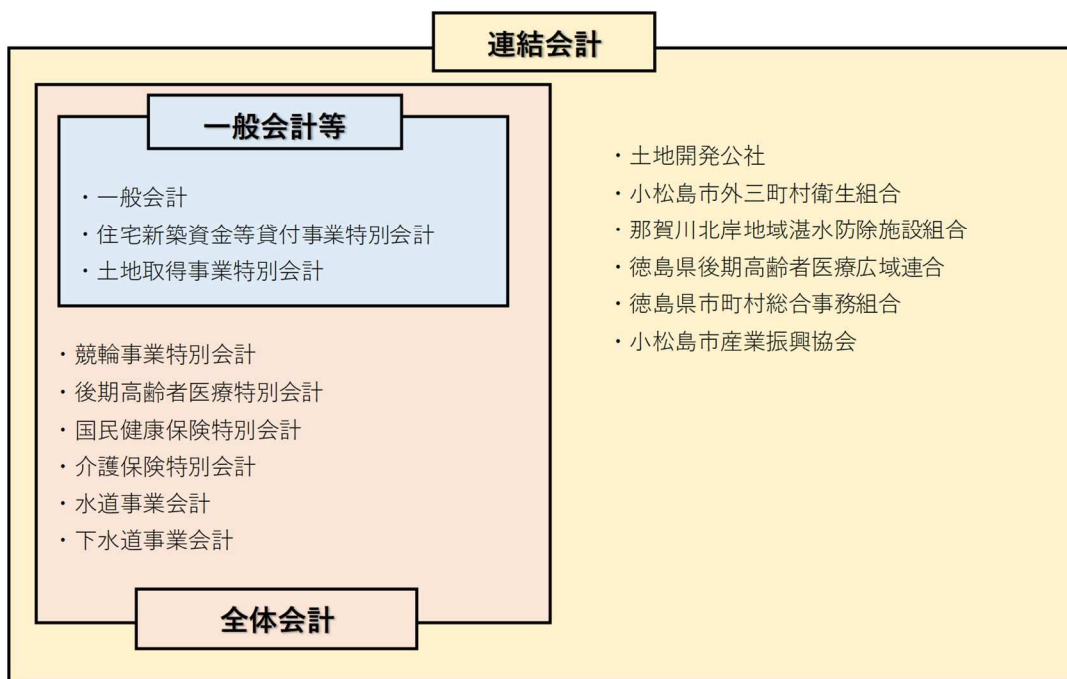 連結会計
一般会計等
・一般会計
・住宅新築資金等貸付事業特別会計
・土地取得事業特別会計
・競輪事業特別会計
・後期高齢者医療特別会計
・国民健康保険特別会計
・介護保険特別会計
・水道事業会計
・下水道事業会計
全体会計
・土地開発公社
・小松島市外三町村衛生組合
・那賀川北岸地域湛水防除施設組合
・徳島県後期高齢者医療広域連合
・徳島県市町村総合事務組合
・小松島市産業振興協会